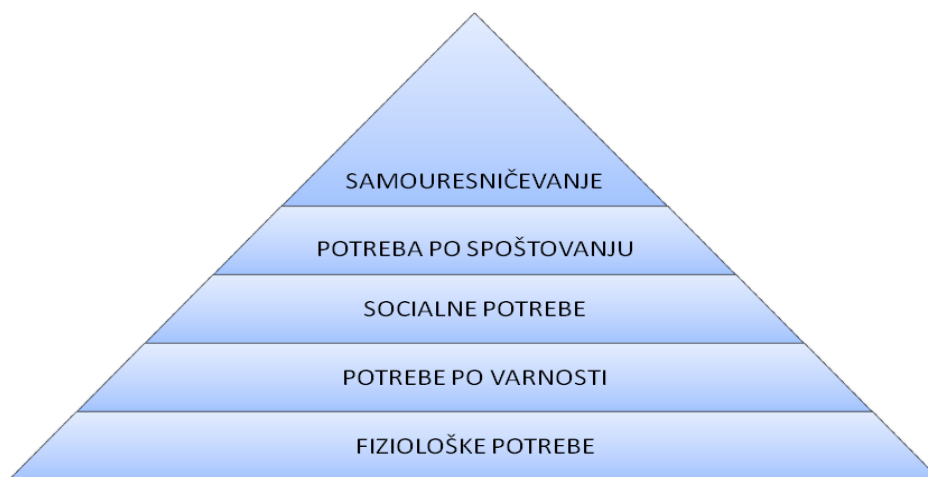 SAMOURESNIČEVANJE
POTREBA PO SPOŠTOVANJU
SOCIALNE POTREBE
POTREBE PO VARNOSTI
FIZIOLOŠKE POTREBE